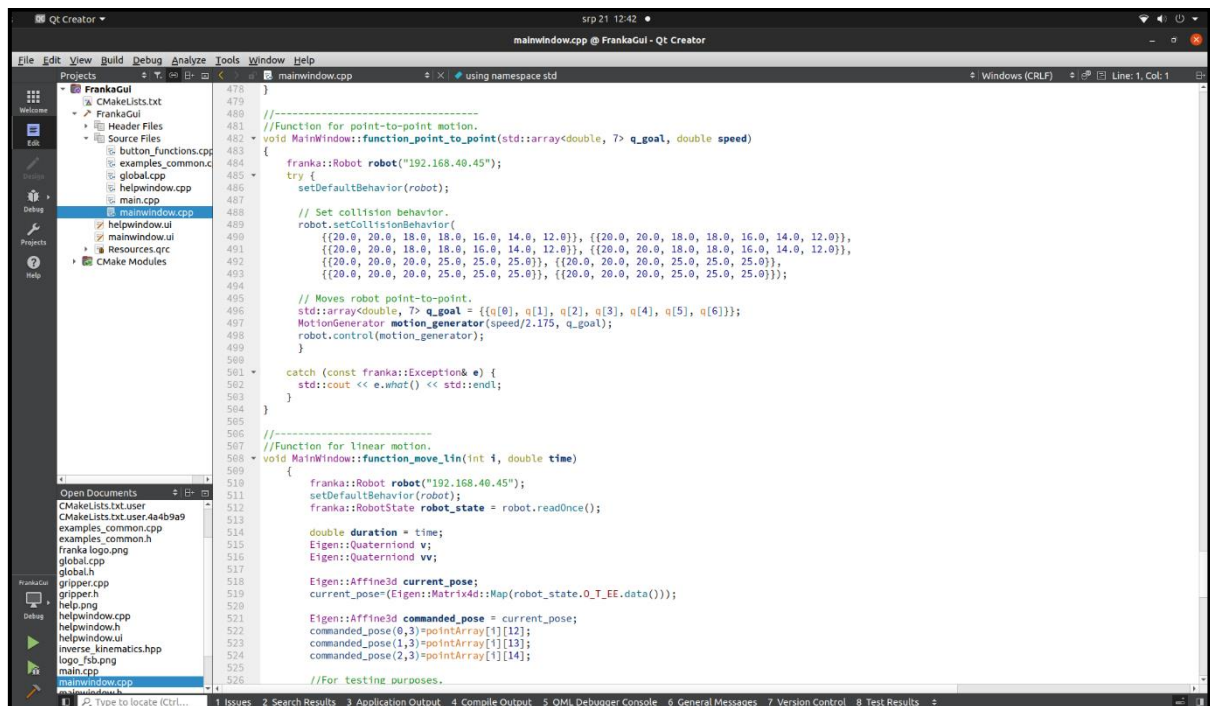 Qt Creator
srp 21 12:42
mainwindow.cpp @ FrankaGui - Qt Creator
File Edit View Build Debug Analyze Tools Window Help
Projects
mainwindow.cpp
using namespace std
Windows (CRLF)
Line: 1, Col: 1
Welcome
Edit
Design
Debug
Projects
Help
FrankaGui
CMakeLists.txt
FrankaGui
Header Files
Source Files
button_functions.cpp
examples_common.c
global.cpp
helpwindow.cpp
main.cpp
mainwindow.cpp
helpwindow.ui
mainwindow.ui
Resources.qrc
CMake Modules
Open Documents
CMakeLists.txt.user
CMakeLists.txt.user.4a4b9a9
examples_common.cpp
examples_common.h
franka logo.png
global.cpp
global.h
gripper.cpp
gripper.h
help.png
helpwindow.cpp
helpwindow.h
helpwindow.ui
inverse_kinematics.hpp
logo_fsb.png
main.cpp
mainwindow.cpp
mainwindow.h
FrankaGui
Debug
478 }
479
480 //----------------------------------
481 //Function for point-to-point motion.
482 void MainWindow::function_point_to_point(std::array<double, 7> q_goal, double speed)
483 {
484 franka::Robot robot("192.168.40.45");
485 try {
486 setDefaultBehavior(robot);
487
488 // Set collision behavior.
489 robot.setCollisionBehavior(
490 {{20.0, 20.0, 18.0, 18.0, 16.0, 14.0, 12.0}}, {{20.0, 20.0, 18.0, 18.0, 16.0, 14.0, 12.0}},
491 {{20.0, 20.0, 18.0, 18.0, 16.0, 14.0, 12.0}}, {{20.0, 20.0, 18.0, 18.0, 16.0, 14.0, 12.0}},
492 {{20.0, 20.0, 20.0, 25.0, 25.0, 25.0}}, {{20.0, 20.0, 20.0, 25.0, 25.0, 25.0}},
493 {{20.0, 20.0, 20.0, 25.0, 25.0, 25.0}}, {{20.0, 20.0, 20.0, 25.0, 25.0, 25.0}});
494
495 // Moves robot point-to-point.
496 std::array<double, 7> q_goal = {{q[0], q[1], q[2], q[3], q[4], q[5], q[6]}};
497 MotionGenerator motion_generator(speed/2.175, q_goal);
498 robot.control(motion_generator);
499 }
500
501 catch (const franka::Exception& e) {
502 std::cout << e.what() << std::endl;
503 }
504 }
505
506 //---------------------------
507 //Function for linear motion.
508 void MainWindow::function_move_lin(int i, double time)
509 {
510 franka::Robot robot("192.168.40.45");
511 setDefaultBehavior(robot);
512 franka::RobotState robot_state = robot.readOnce();
513
514 double duration = time;
515 Eigen::Quaterniond v;
516 Eigen::Quaterniond vv;
517
518 Eigen::Affine3d current_pose;
519 current_pose=(Eigen::Matrix4d::Map(robot_state.O_T_EE.data()));
520
521 Eigen::Affine3d commanded_pose = current_pose;
522 commanded_pose(0,3)=pointArray[i][12];
523 commanded_pose(1,3)=pointArray[i][13];
524 commanded_pose(2,3)=pointArray[i][14];
525
526 //For testing purposes.
Type to locate (Ctrl...
1 Issues 2 Search Results 3 Application Output 4 Compile Output 5 QML Debugger Console 6 General Messages 7 Version Control 8 Test Results